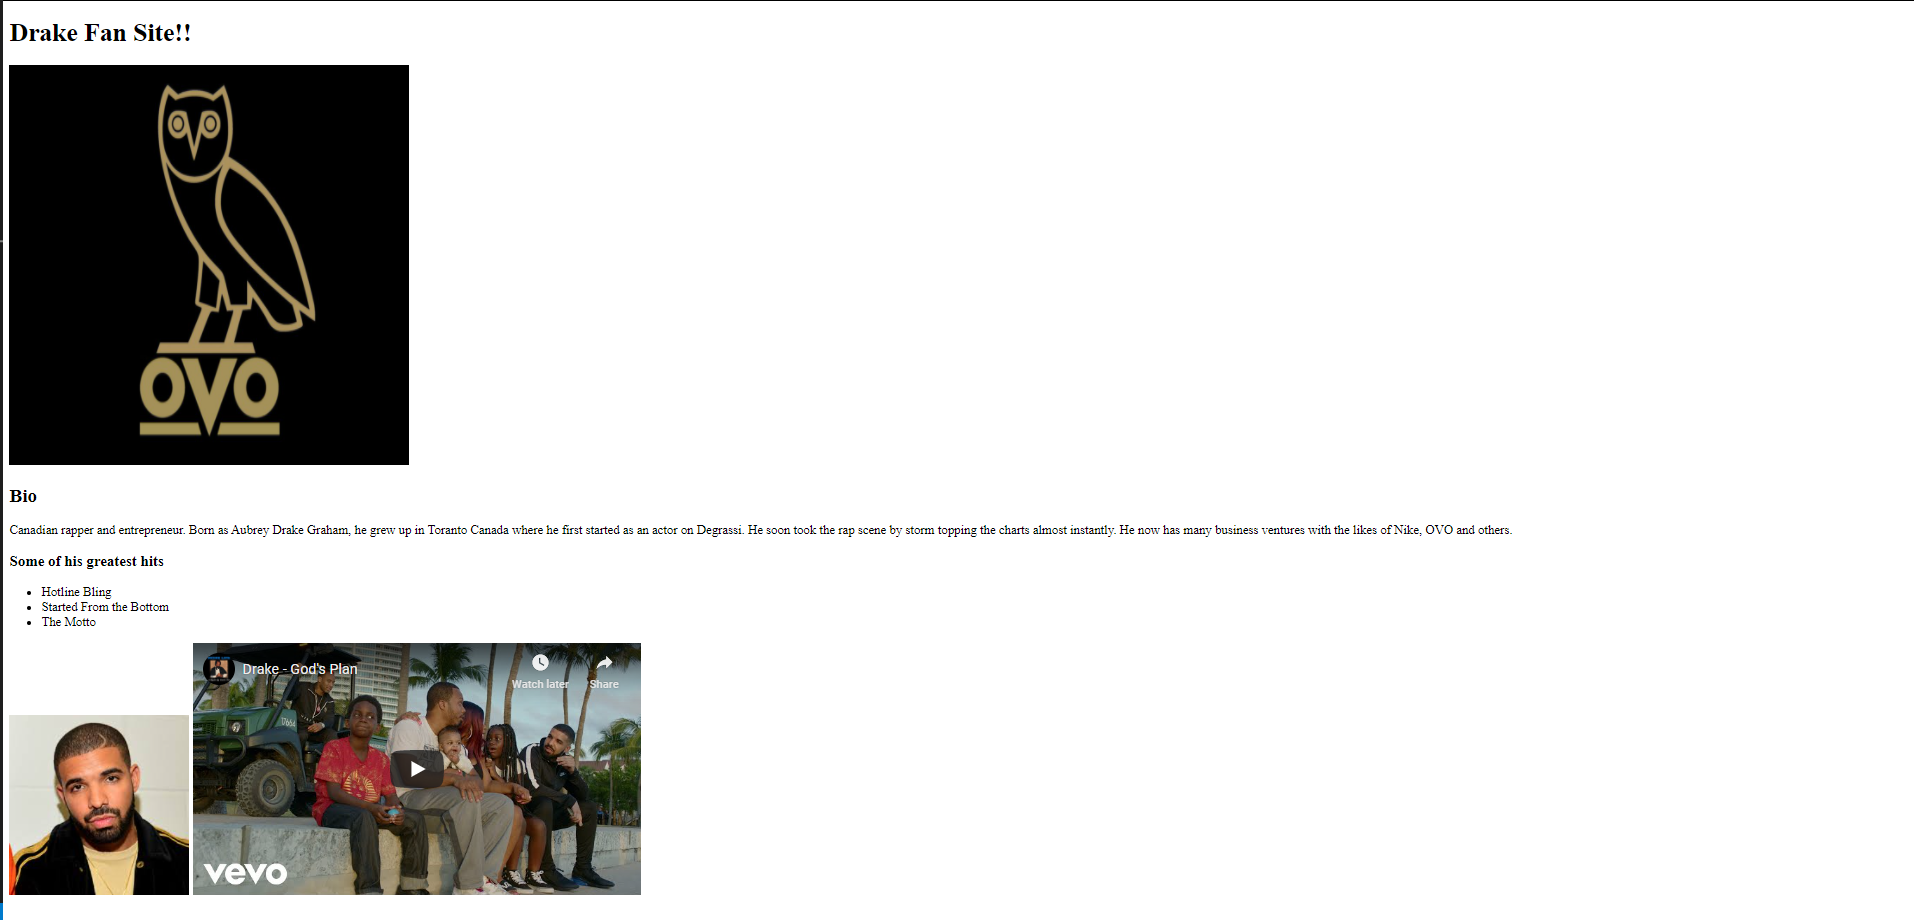 Drake Fan Site!!
OVO
Bio
Canadian rapper and entrepreneur. Born as Aubrey Drake Graham, he grew up in Toranto Canada where he first started as an actor on Degrassi. He soon took the rap scene by storm topping the charts almost instantly. He now has many business ventures with the likes of Nike, OVO and others.
Some of his greatest hits
Hotline Bling
Started From the Bottom
The Motto
Drake - God's Plan
Watch later
Share
vevo